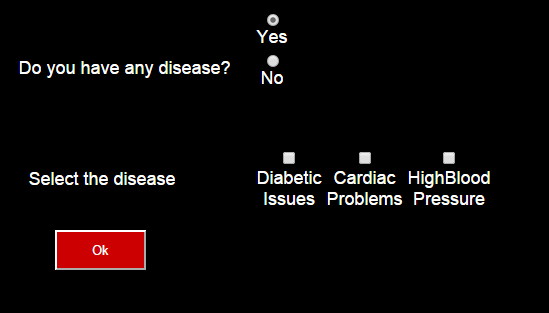 Yes
Do you have any disease?
No
Select the disease
Diabetic Cardiac HighBlood
Issues Problems Pressure
Ok